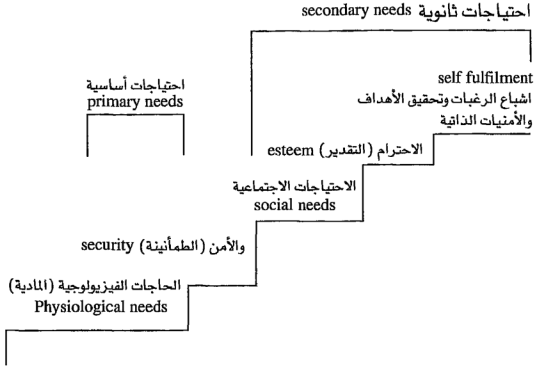 احتياجات ثانوية secondary needs
self fulfilment
اشباع الرغبات وتحقيق الأهداف
والأمنيات الذاتية
احتياجات أساسية
primary needs
الاحترام (التقدير) esteem
الاحتياجات الاجتماعية
social needs
والأمن (الطمأنينة) security
الحاجات الفيزيولوجية (المادية)
Physiological needs